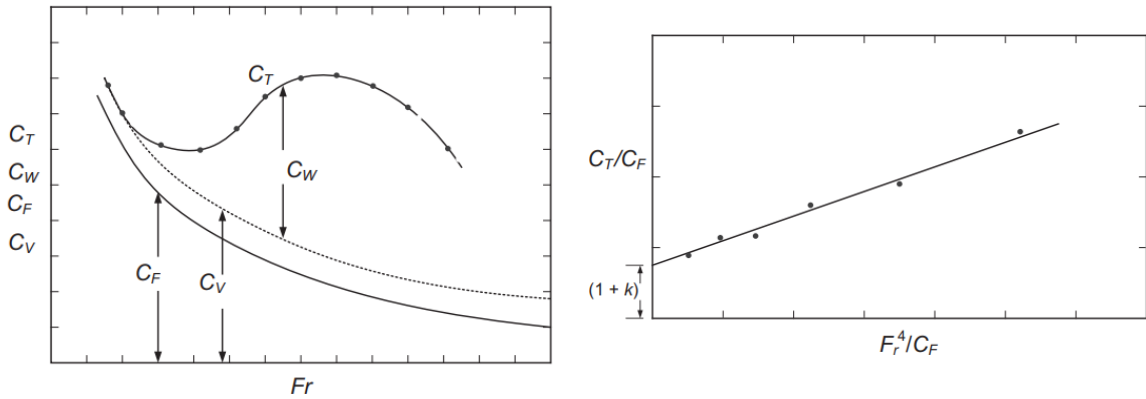 C_T
C_T
C_W
C_W
C_F
C_V
C_F
C_V
Fr
C_T/C_F
(1 + k)
F_r^4/C_F